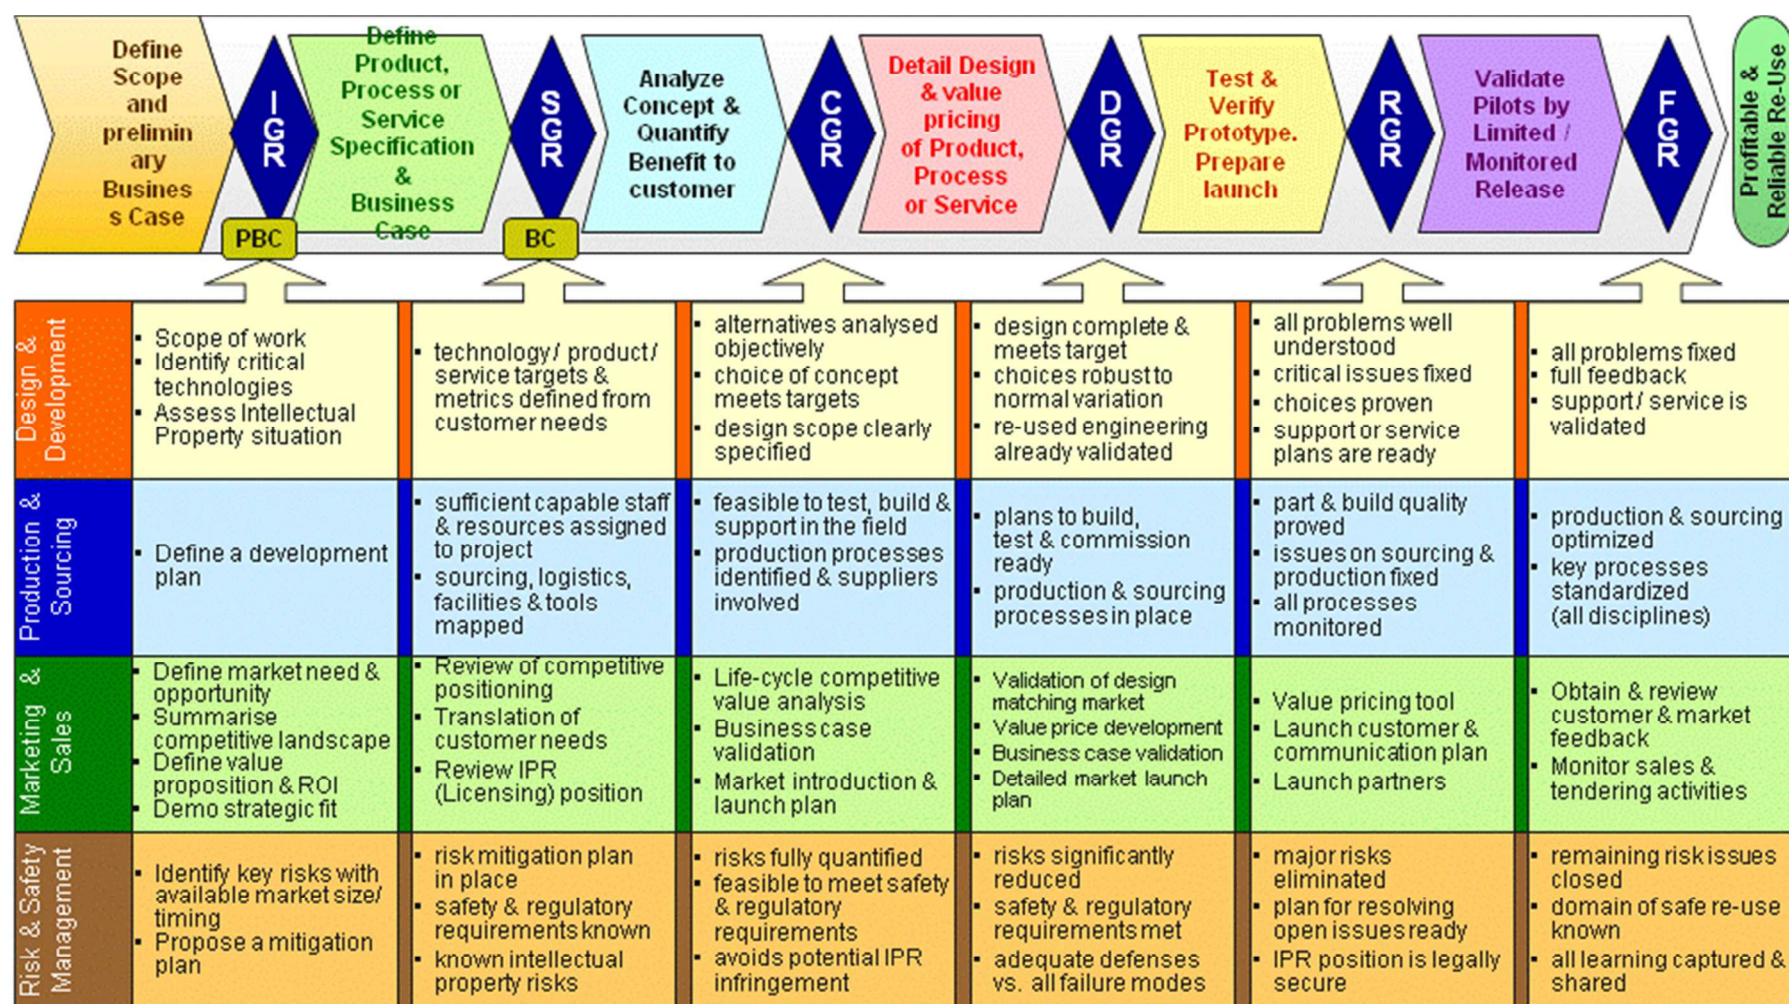 Define
Scope
and
prelimin
ary
Busines
s Case
IGR
PBC
Define
Product,
Process or
Service
Specification
&
Business
Case
SGR
BC
Analyze
Concept &
Quantify
Benefit to
customer
CGR
Detail Design
& value
pricing
of Product,
Process
or Service
DGR
Test &
Verify
Prototype.
Prepare
launch
RGR
Validate
Pilots by
Limited /
Monitored
Release
FGR
Profitable &
Reliable Re-Use
Design &
Development
▪ Scope of work
▪ Identify critical
technologies
▪ Assess Intellectual
Property situation
▪ technology / product /
service targets &
metrics defined from
customer needs
▪ alternatives analysed
objectively
▪ choice of concept
meets targets
▪ design scope clearly
specified
▪ design complete &
meets target
▪ choices robust to
normal variation
▪ re-used engineering
already validated
▪ all problems well
understood
▪ critical issues fixed
▪ choices proven
▪ support or service
plans are ready
▪ all problems fixed
▪ full feedback
▪ support / service is
validated
Production &
Sourcing
▪ Define a development
plan
▪ sufficient capable staff
& resources assigned
to project
▪ sourcing, logistics,
facilities & tools
mapped
▪ feasible to test, build &
support in the field
▪ production processes
identified & suppliers
involved
▪ plans to build,
test & commission
ready
▪ production & sourcing
processes in place
▪ part & build quality
proved
▪ issues on sourcing &
production fixed
▪ all processes
monitored
▪ production & sourcing
optimized
▪ key processes
standardized
(all disciplines)
Marketing &
Sales
▪ Define market need &
opportunity
▪ Summarise
competitive landscape
▪ Define value
proposition & ROI
▪ Demo strategic fit
▪ Review of competitive
positioning
▪ Translation of
customer needs
▪ Review IPR
(Licensing) position
▪ Life-cycle competitive
value analysis
▪ Business case
validation
▪ Market introduction &
launch plan
▪ Validation of design
matching market
▪ Value price development
▪ Business case validation
▪ Detailed market launch
plan
▪ Value pricing tool
▪ Launch customer &
communication plan
▪ Launch partners
▪ Obtain & review
customer & market
feedback
▪ Monitor sales &
tendering activities
Risk & Safety
Management
▪ Identify key risks with
available market size/
timing
▪ Propose a mitigation
plan
▪ risk mitigation plan
in place
▪ safety & regulatory
requirements known
▪ known intellectual
property risks
▪ risks fully quantified
▪ feasible to meet safety
& regulatory
requirements
▪ avoids potential IPR
infringement
▪ risks significantly
reduced
▪ safety & regulatory
requirements met
▪ adequate defenses
vs. all failure modes
▪ major risks
eliminated
▪ plan for resolving
open issues ready
▪ IPR position is legally
secure
▪ remaining risk issues
closed
▪ domain of safe re-use
known
▪ all learning captured &
shared